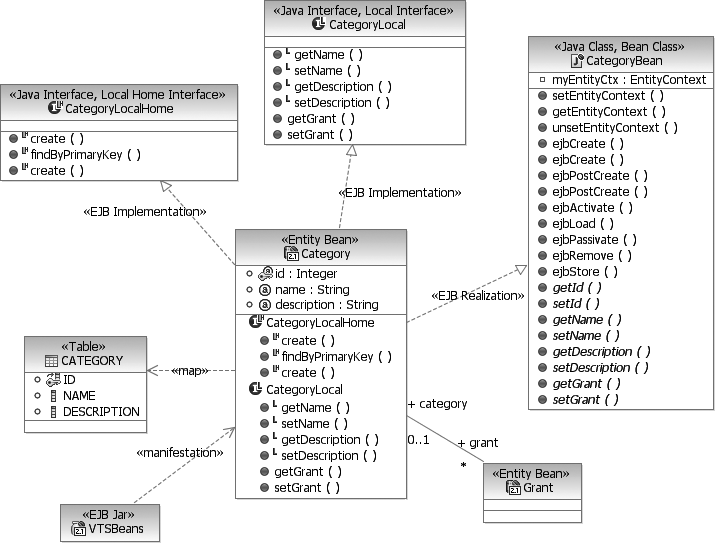 «Java Interface, Local Interface»
CategoryLocal
getName ( )
setName ( )
getDescription ( )
setDescription ( )
getGrant ( )
setGrant ( )
«Java Interface, Local Home Interface»
CategoryLocalHome
create ( )
findByPrimaryKey ( )
create ( )
«Java Class, Bean Class»
CategoryBean
myEntityCtx : EntityContext
setEntityContext ( )
getEntityContext ( )
unsetEntityContext ( )
ejbCreate ( )
ejbCreate ( )
ejbPostCreate ( )
ejbPostCreate ( )
ejbActivate ( )
ejbLoad ( )
ejbPassivate ( )
ejbRemove ( )
ejbStore ( )
getId ( )
setId ( )
getName ( )
setName ( )
getDescription ( )
setDescription ( )
getGrant ( )
setGrant ( )
«EJB Implementation»
«EJB Implementation»
«Entity Bean»
Category
id : Integer
name : String
description : String
CategoryLocalHome
create ( )
findByPrimaryKey ( )
create ( )
CategoryLocal
getName ( )
setName ( )
getDescription ( )
setDescription ( )
getGrant ( )
setGrant ( )
«EJB Realization»
«Table»
CATEGORY
ID
NAME
DESCRIPTION
«map»
«manifestation»
«EJB Jar»
VTSBeans
+ category
0..1
+ grant
*
«Entity Bean»
Grant